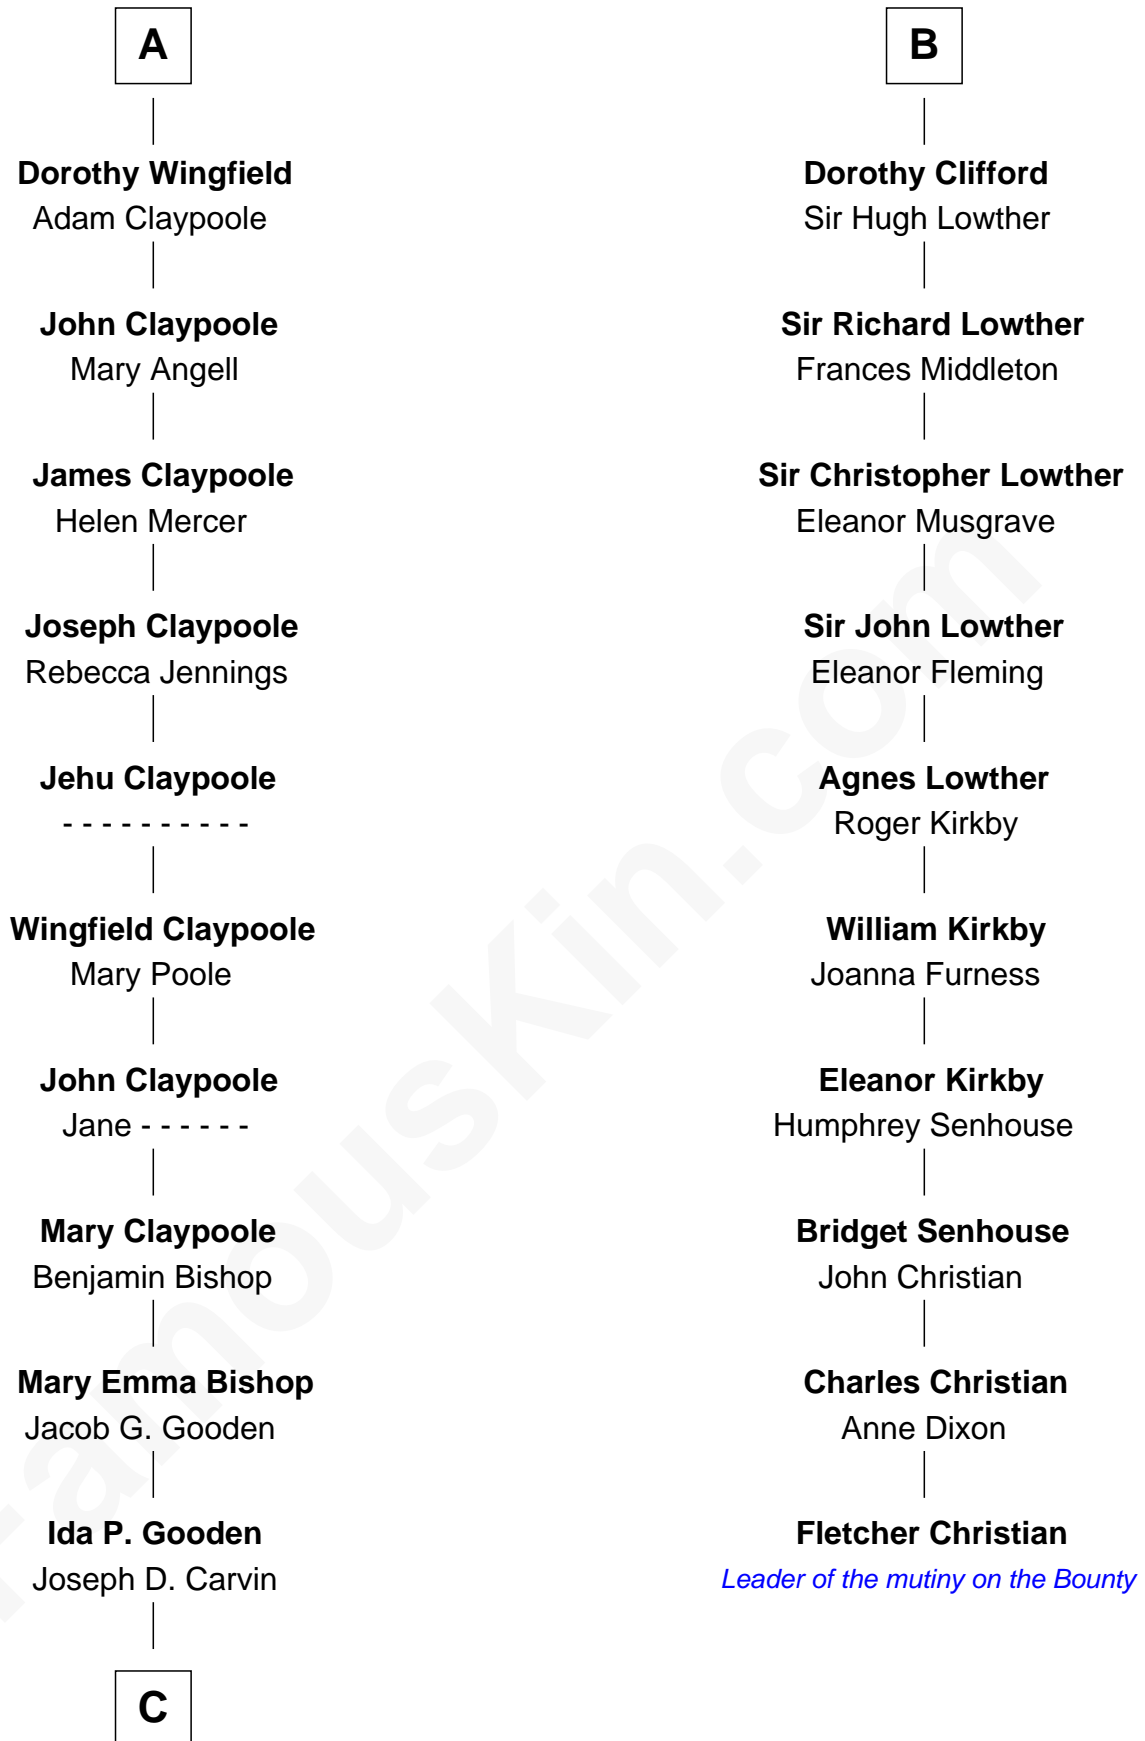 A
Dorothy Wingfield
Adam Claypoole
John Claypoole
Mary Angell
James Claypoole
Helen Mercer
Joseph Claypoole
Rebecca Jennings
Jehu Claypoole
- - - - - - - - - -
Wingfield Claypoole
Mary Poole
John Claypoole
Jane - - - - - -
Mary Claypoole
Benjamin Bishop
Mary Emma Bishop
Jacob G. Gooden
Ida P. Gooden
Joseph D. Carvin
C
B
Dorothy Clifford
Sir Hugh Lowther
Sir Richard Lowther
Frances Middleton
Sir Christopher Lowther
Eleanor Musgrave
Sir John Lowther
Eleanor Fleming
Agnes Lowther
Roger Kirkby
William Kirkby
Joanna Furness
Eleanor Kirkby
Humphrey Senhouse
Bridget Senhouse
John Christian
Charles Christian
Anne Dixon
Fletcher Christian
Leader of the mutiny on the Bounty
FamousKin.com